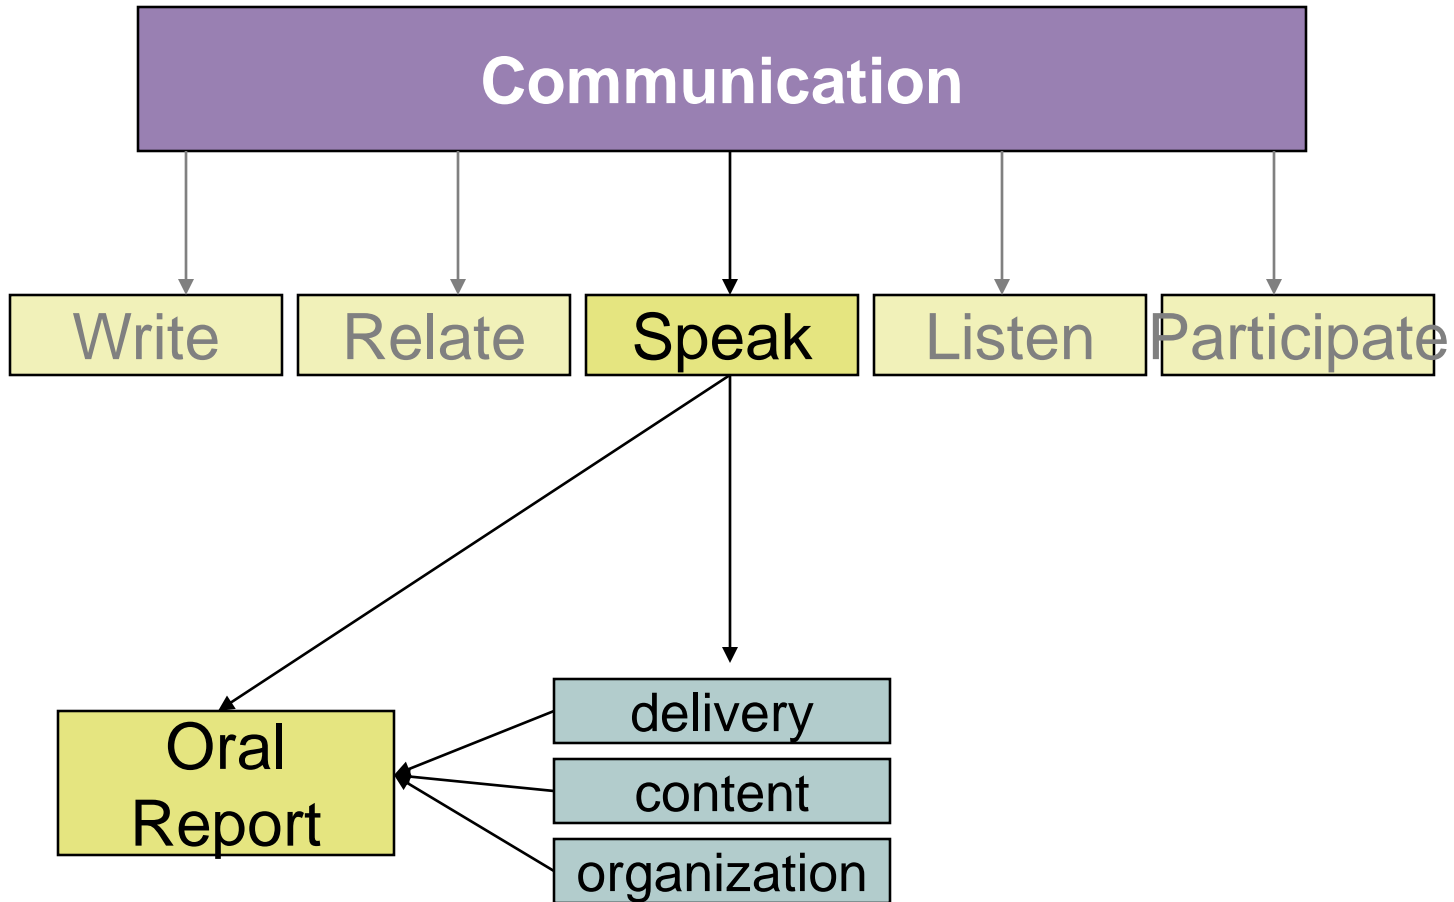 Communication
Write
Relate
Speak
Listen
Participate
Oral
Report
delivery
content
organization